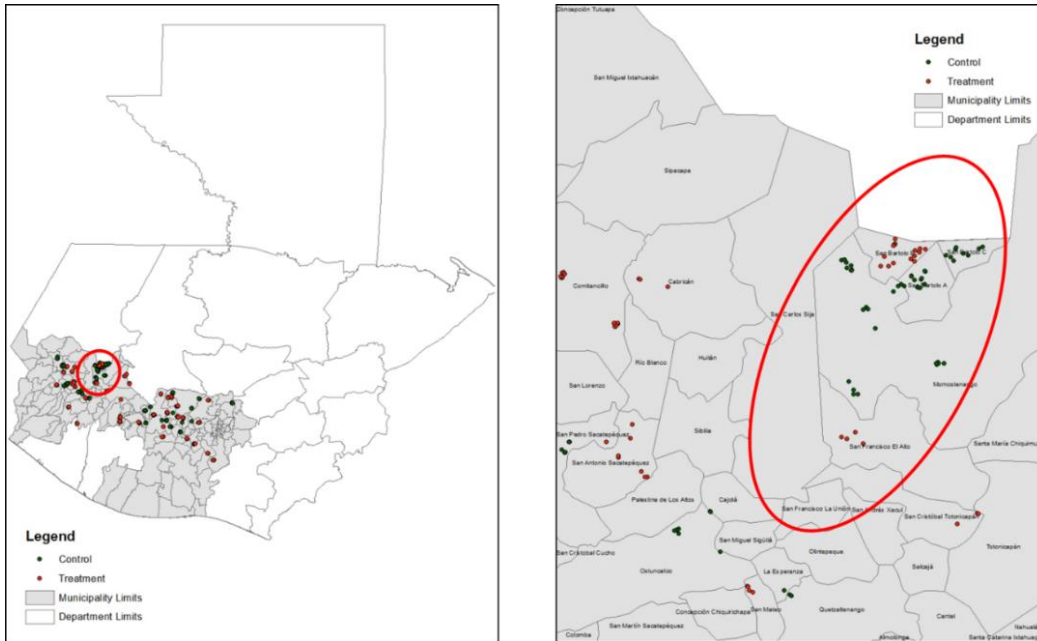 Legend
Control
Treatment
Municipality Limits
Department Limits
Legend
Control
Treatment
Municipality Limits
Department Limits
Concepción Tutuapa
San Miguel Ixtahuacán
Sipacapa
Comitancillo
Cabricán
San Carlos Sija
San Bartolo A
Momostenango
Río Blanco
Huitán
San Lorenzo
Sibilia
San Pedro Sacatepéquez
San Antonio Sacatepéquez
San Francisco El Alto
Santa María Chiquimula
Palestina de Los Altos
Cajolá
San Francisco La Unión
San Cristóbal Totonicapán
San Miguel Sigüilá
Totonicapán
San Cristóbal Cucho
Ostuncalco
Olintepeque
La Esperanza
Salcajá
Concepción Chiquirichapa
San Mateo
Quetzaltenango
Cantel
San Martín Sacatepéquez
Colomba
Almolonga